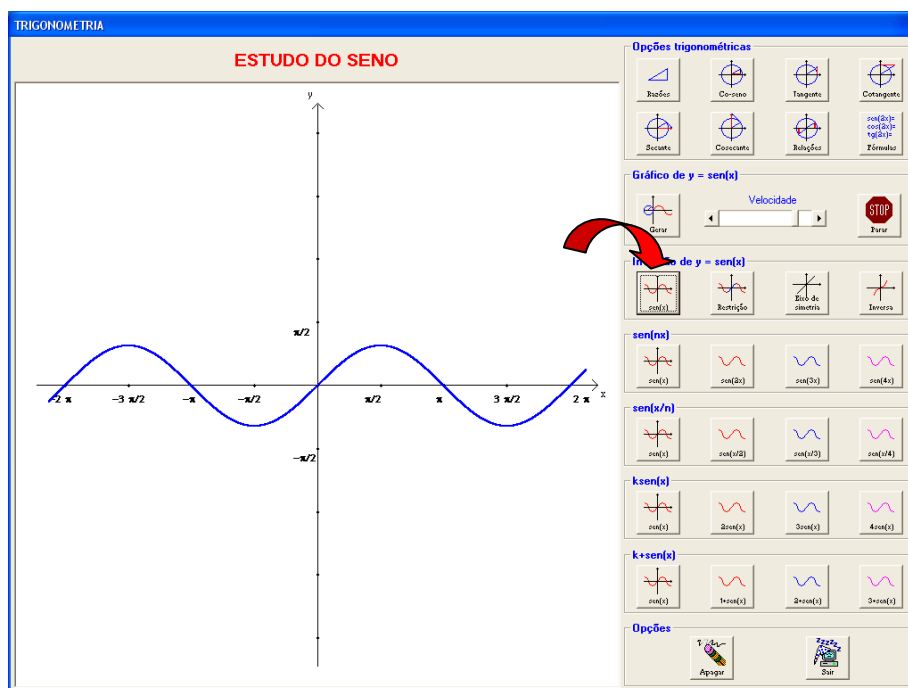 TRIGONOMETRIA
ESTUDO DO SENO
y
π/2
-2 π
-3 π/2
-π
-π/2
π/2
π
3 π/2
2 π
x
-π/2
Opções trigonométricas
Razões
Co-seno
Tangente
Cotangente
Secante
Cosecante
Relações
sen(2x)=
cos(2x)=
tg(2x)=
Fórmulas
Gráfico de y = sen(x)
Gerar
Velocidade
STOP
Parar
de y = sen(x)
sen(x)
Restrição
Eixo de
simetria
Inversa
sen(nx)
sen(x)
sen(2x)
sen(3x)
sen(4x)
sen(x/n)
sen(x)
sen(x/2)
sen(x/3)
sen(x/4)
ksen(x)
sen(x)
2sen(x)
3sen(x)
4sen(x)
k+sen(x)
sen(x)
1+sen(x)
2+sen(x)
3+sen(x)
Opções
Apagar
Sair